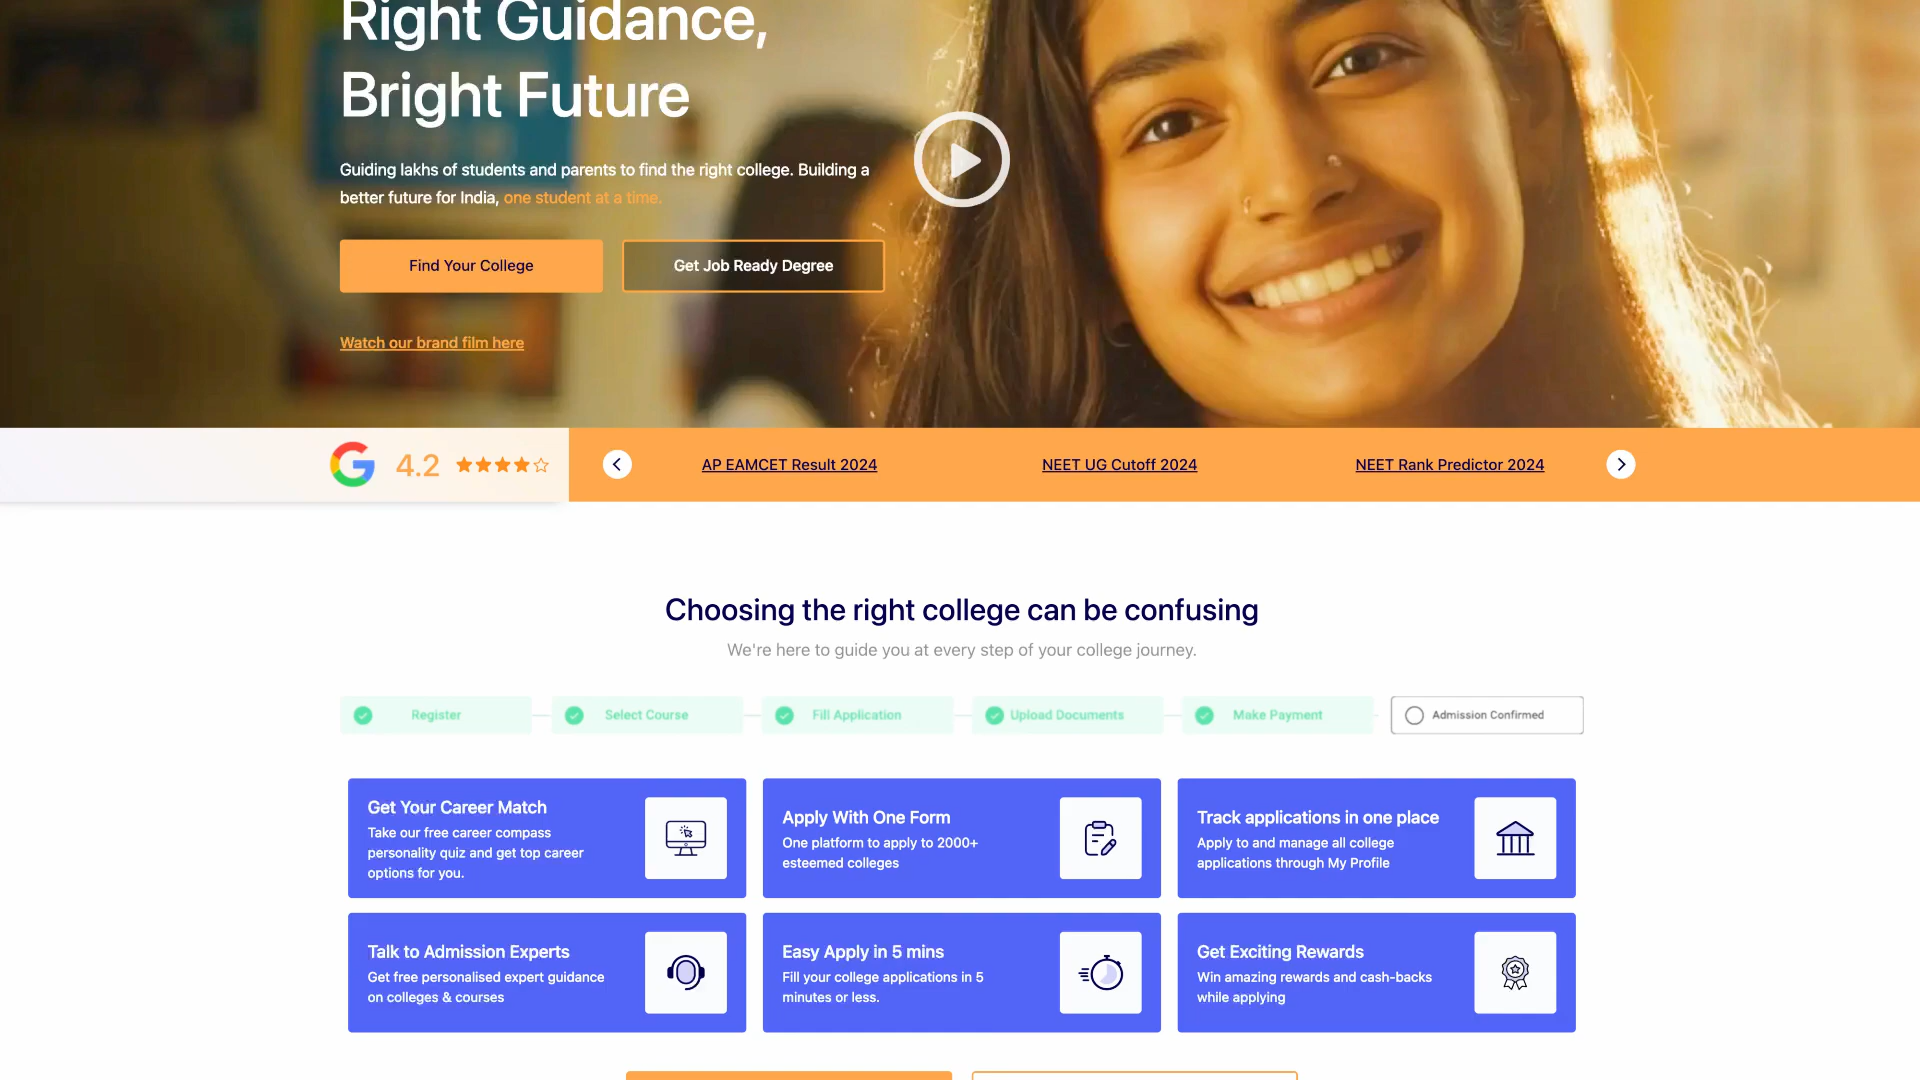 Right Guidance,
Bright Future
Guiding lakhs of students and parents to find the right college. Building a
better future for India, one student at a time.
Find Your College
Get Job Ready Degree
Watch our brand film here
4.2
AP EAMCET Result 2024
NEET UG Cutoff 2024
NEET Rank Predictor 2024
Choosing the right college can be confusing
We're here to guide you at every step of your college journey.
Register
Select Course
Fill Application
Upload Documents
Make Payment
Admission Confirmed
Get Your Career Match
Take our free career compass
personality quiz and get top career
options for you.
Apply With One Form
One platform to apply to 2000+
esteemed colleges
Track applications in one place
Apply to and manage all college
applications through My Profile
Talk to Admission Experts
Get free personalised expert guidance
on colleges & courses
Easy Apply in 5 mins
Fill your college applications in 5
minutes or less.
Get Exciting Rewards
Win amazing rewards and cash-backs
while applying